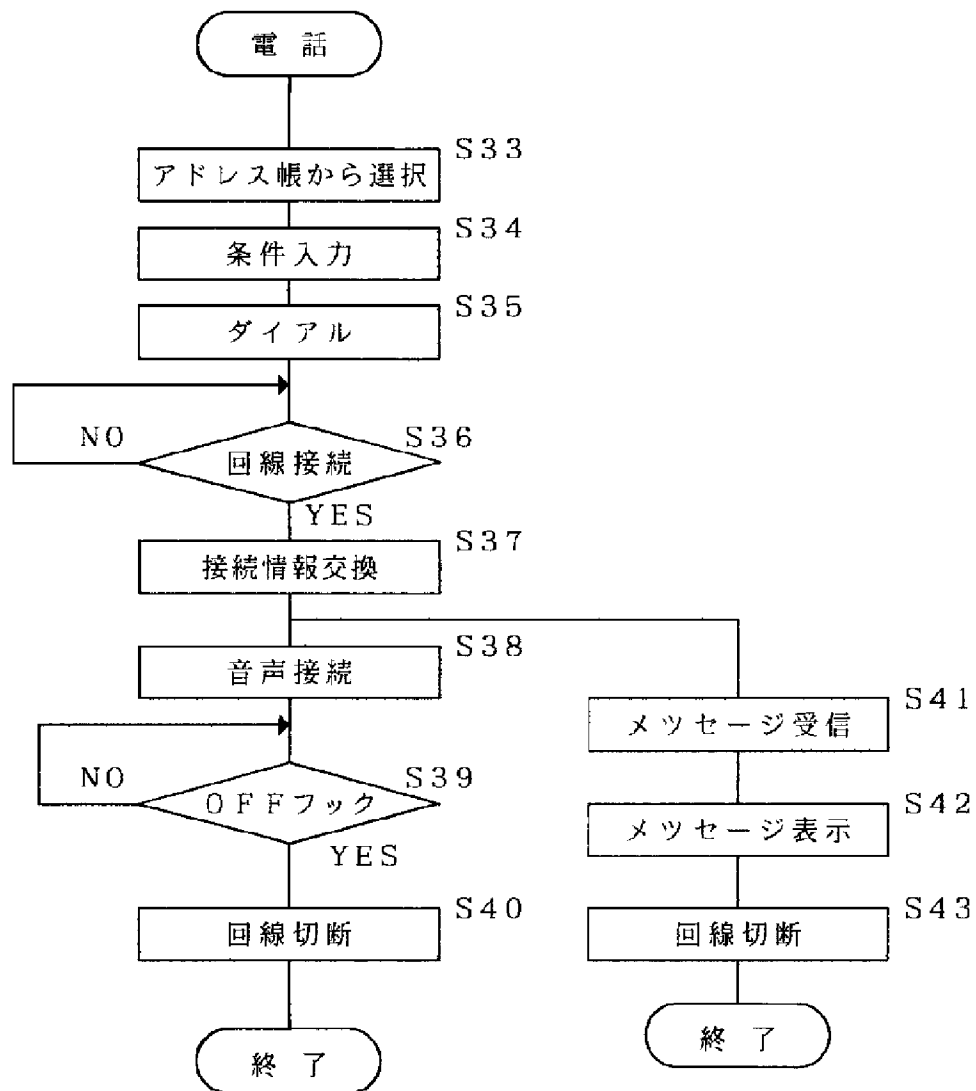 電話
S33
アドレス帳から選択
S34
条件入力
S35
ダイアル
NO
S36
回線接続
YES
S37
接続情報交換
S38
音声接続
S41
メツセージ受信
NO
S39
OFFフック
YES
S42
メツセージ表示
S40
回線切断
S43
回線切断
終了
終了